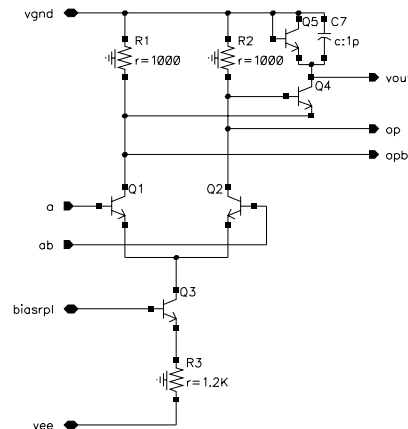 vgnd
Q5
C7
c:1p
R1
r=1000
R2
r=1000
Q4
vout
op
opb
Q1
Q2
a
ab
Q3
biasrpl
R3
r=1.2K
vee